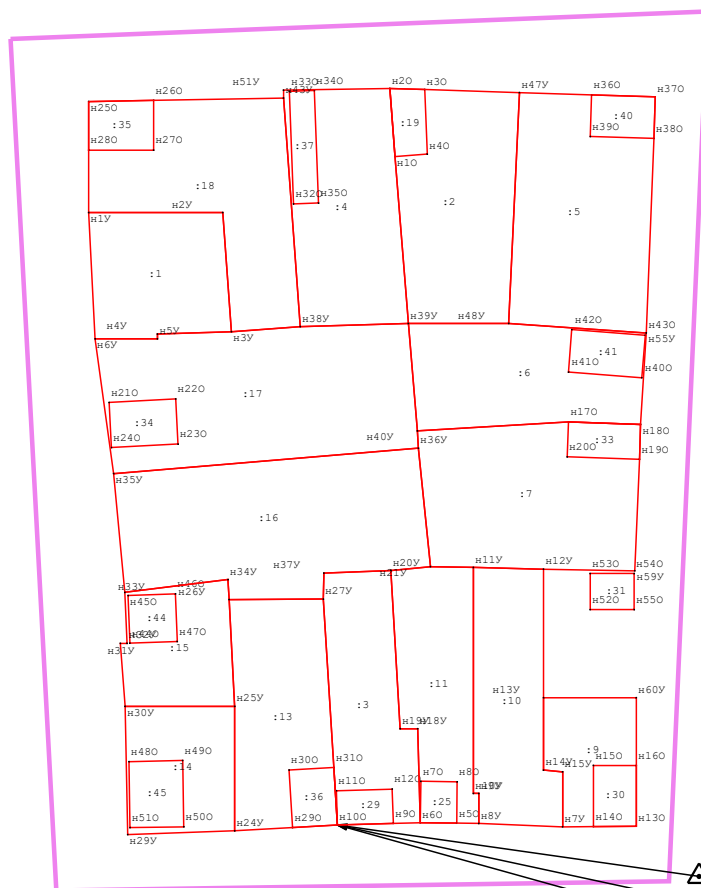 н51У
н33О
н34О
н2О
н3О
н47У
н36О
н37О
н26О
н43У
н25О
:35
:19
:40
н28О
н27О
:37
н39О
н38О
н4О
н1О
:18
н32О
н35О
:4
:2
:5
н1У
н2У
:1
н4У
н5У
н3У
н38У
н39У
н48У
н42О
н43О
н6У
н55У
:41
н41О
:6
н40О
:17
н21О
н22О
:34
н23О
н24О
н40У
н36У
н17О
н18О
:33
н20О
н19О
н35У
:7
:16
н37У
н20У
н21У
н11У
н12У
н53О
н54О
н59У
н33У
н46О
н34У
н26У
н27У
н45О
:44
:31
н52О
н55О
н31У
н47О
:15
:11
н13У
:10
н60У
н30У
н25У
:3
:13
н19У
н18У
:9
н48О
н49О
:14
н30О
н31О
н14У
н15У
н15О
н16О
н7О
н8О
н11О
н12О
:45
:36
:29
:25
:30
н51О
н50О
н29У
н24У
н29О
н10О
н9О
н6О
н5О
н8У
н7У
н14О
н13О